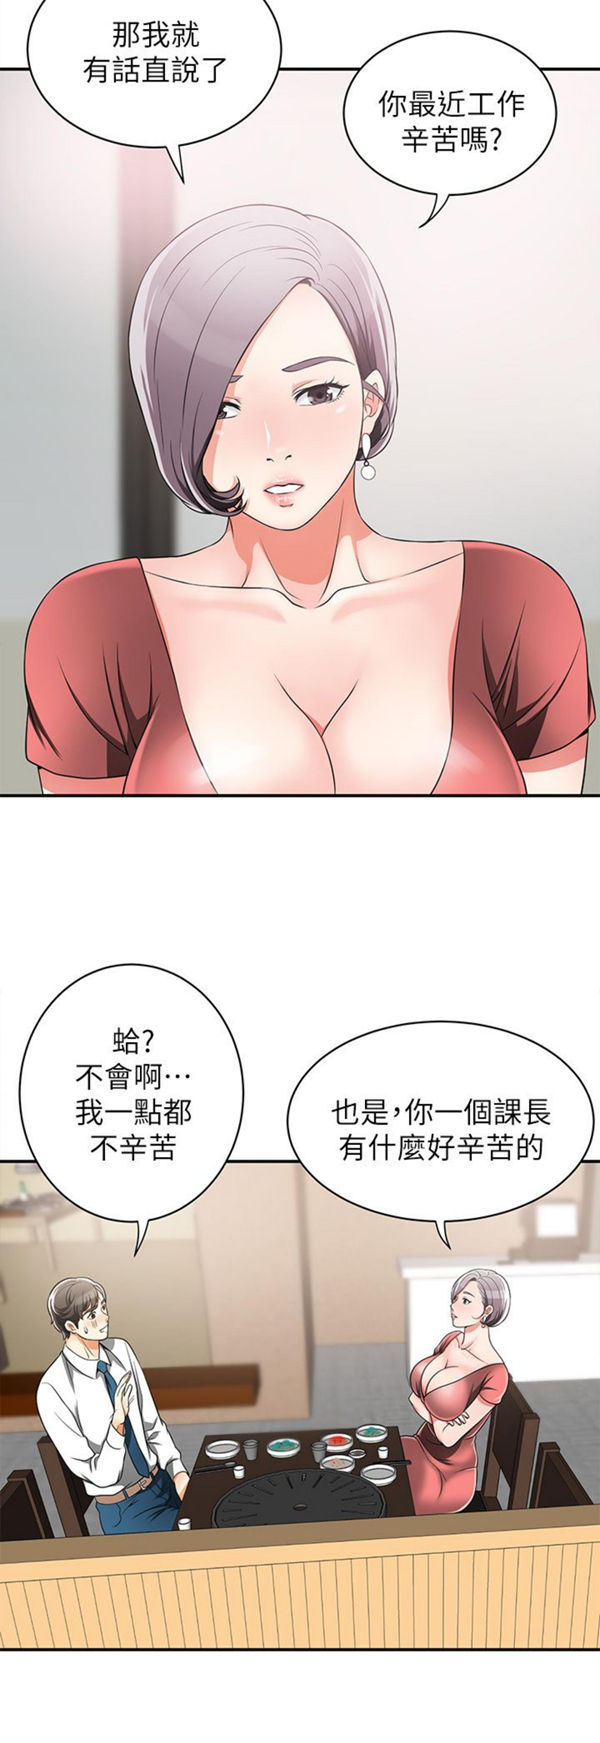 那我就
有話直說了
你最近工作
辛苦嗎?
蛤?
不會啊…
我一點都
不辛苦
也是,你一個課長
有什麼好辛苦的